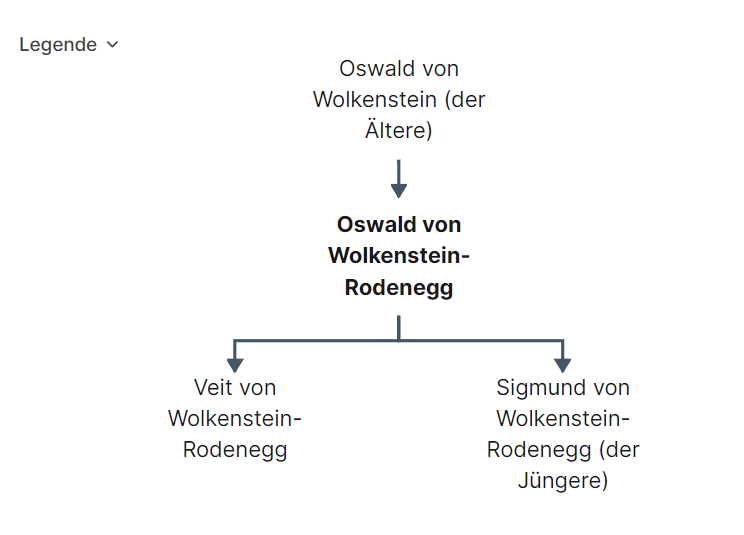 Legende
Oswald von
Wolkenstein (der
Ältere)
Oswald von
Wolkenstein-
Rodenegg
Veit von
Wolkenstein-
Rodenegg
Sigmund von
Wolkenstein-
Rodenegg (der
Jüngere)